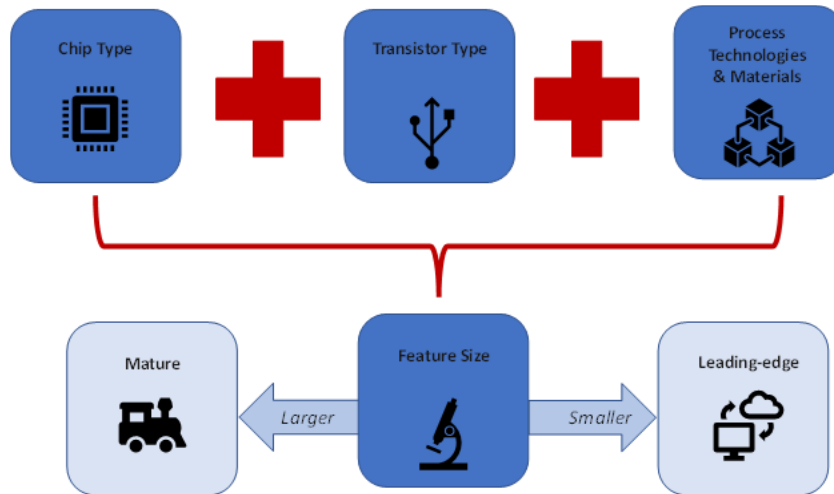 Chip Type
Transistor Type
Process
Technologies
& Materials
Mature
Larger
Feature Size
Smaller
Leading-edge